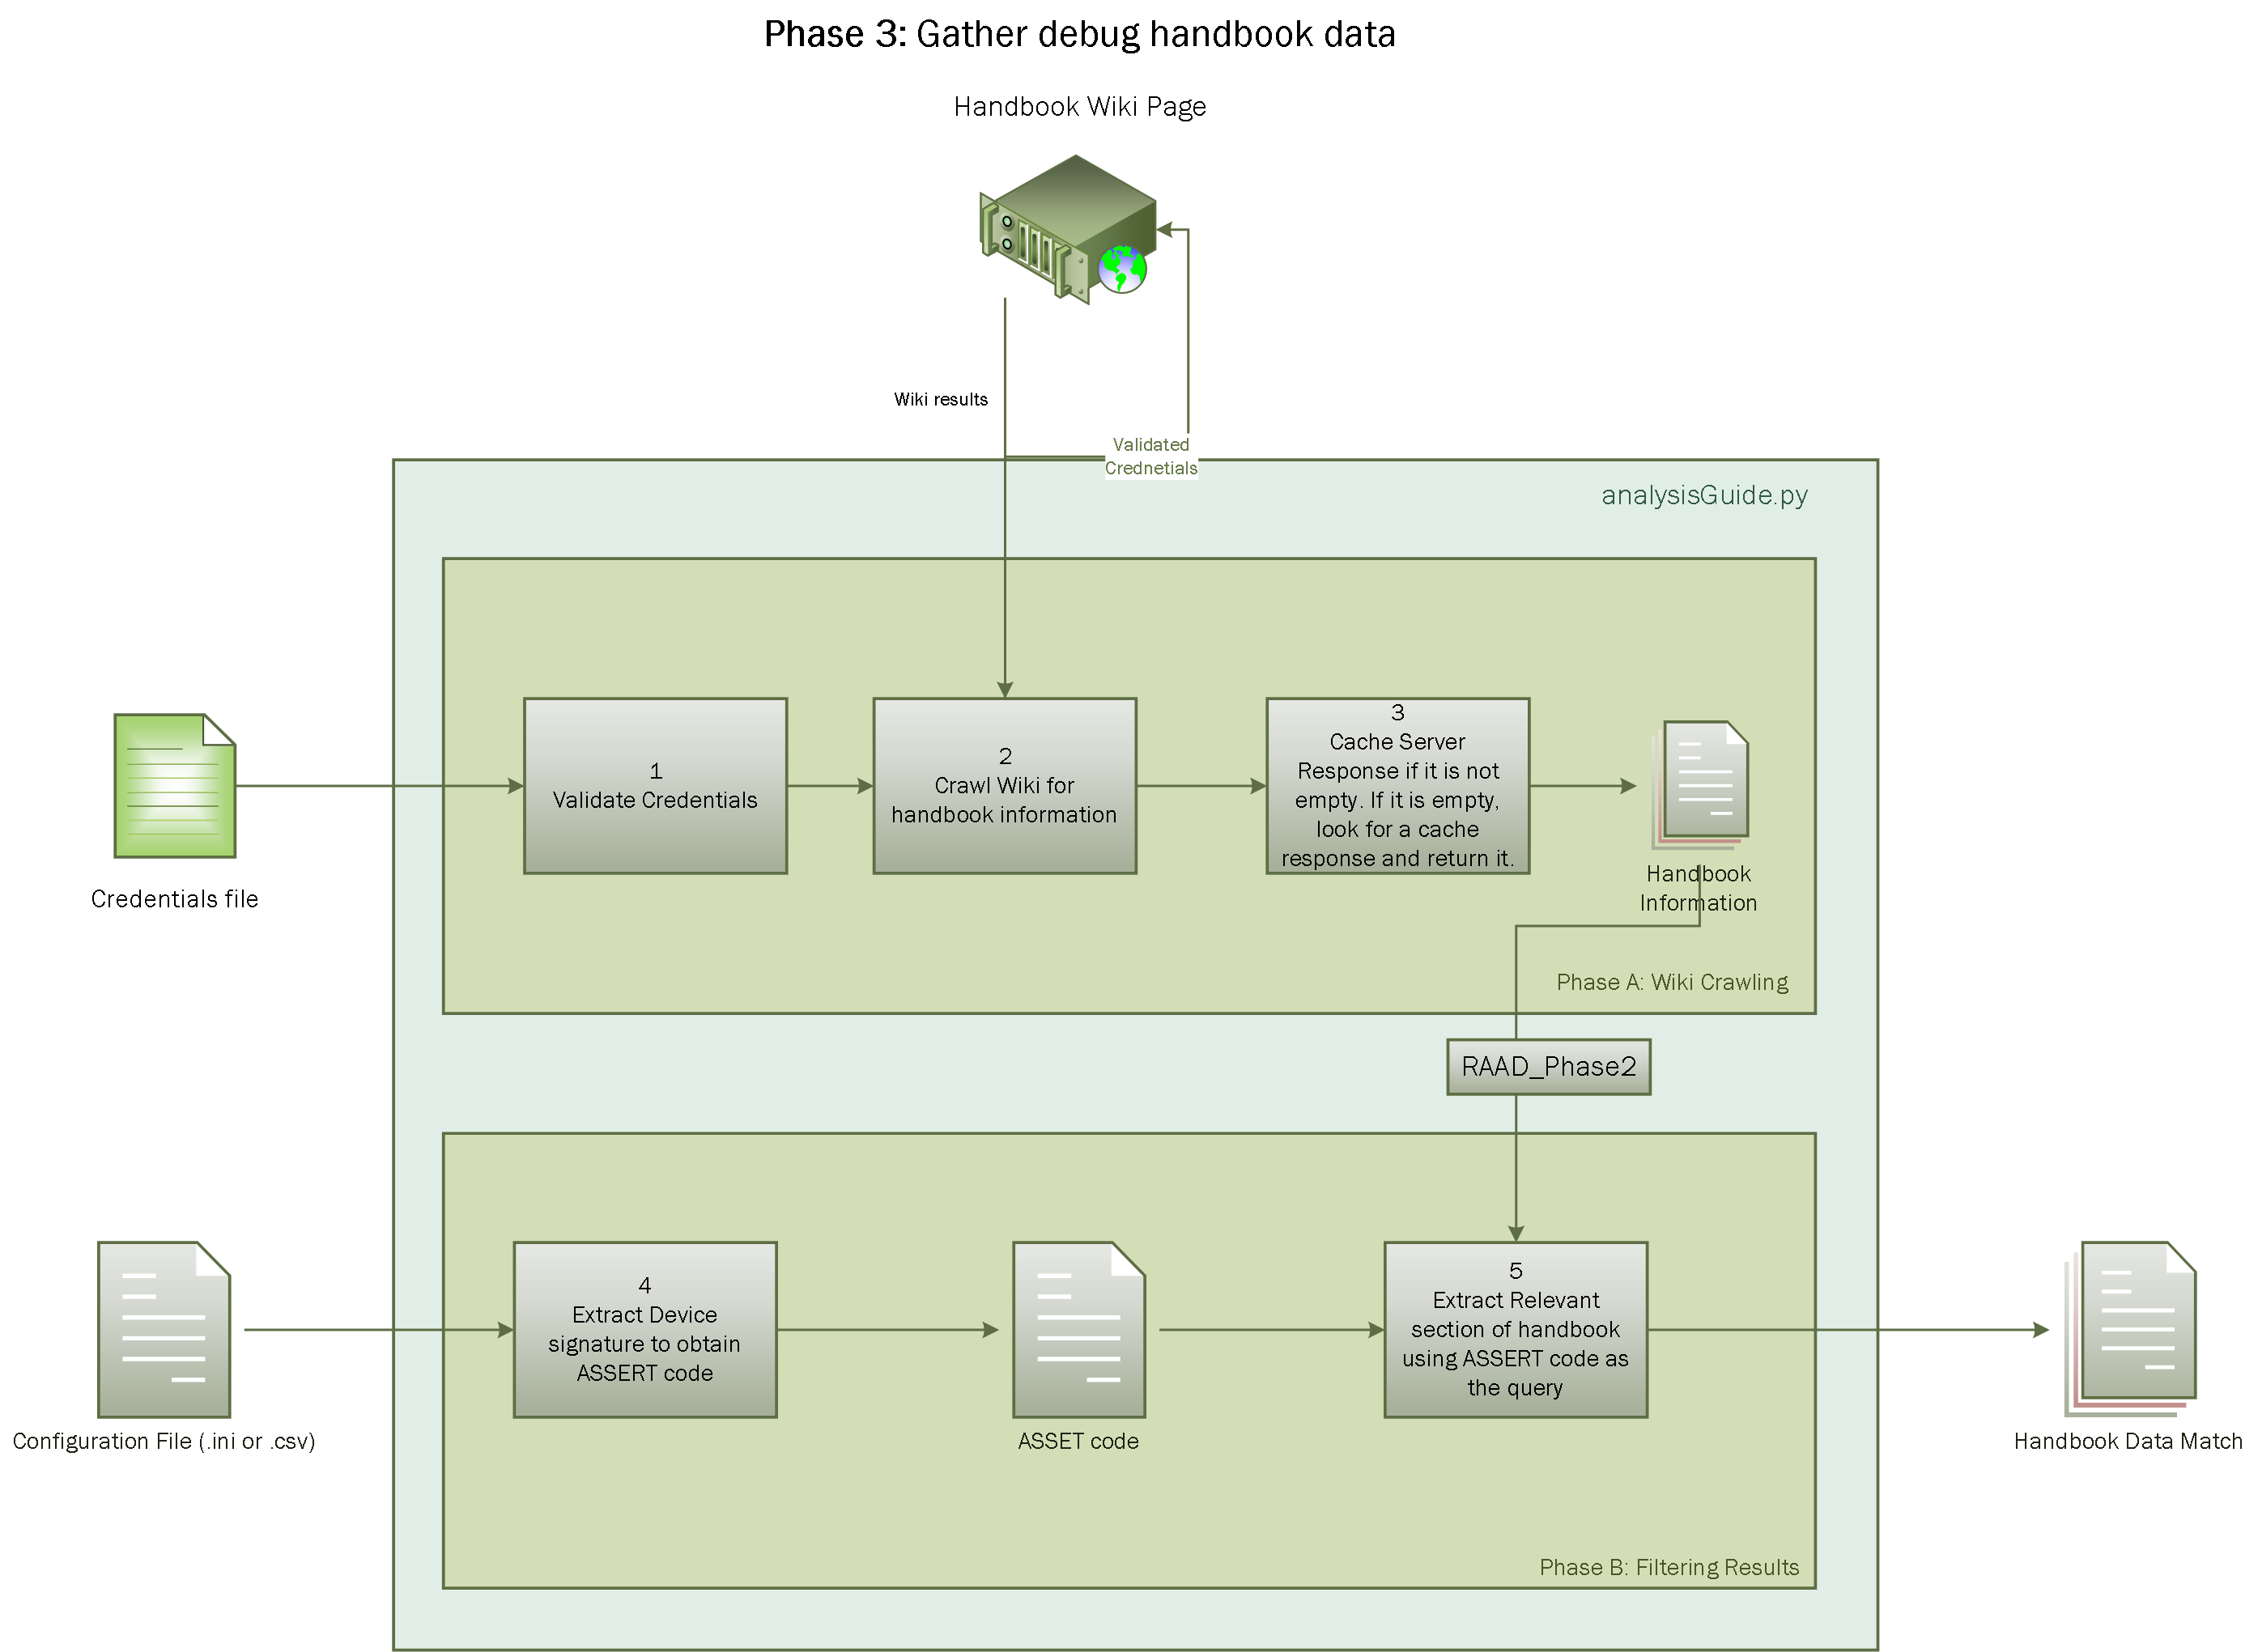 Phase 3: Gather debug handbook data
Handbook Wiki Page
Wiki results
Validated
Crednetials
analysisGuide.py
1
Validate Credentials
2
Crawl Wiki for
handbook information
3
Cache Server
Response if it is not
empty. If it is empty,
look for a cache
response and return it.
Handbook
Information
Credentials file
Phase A: Wiki Crawling
RAAD_Phase2
4
Extract Device
signature to obtain
ASSERT code
5
Extract Relevant
section of handbook
using ASSERT code as
the query
Configuration File (.ini or .csv)
ASSET code
Handbook Data Match
Phase B: Filtering Results